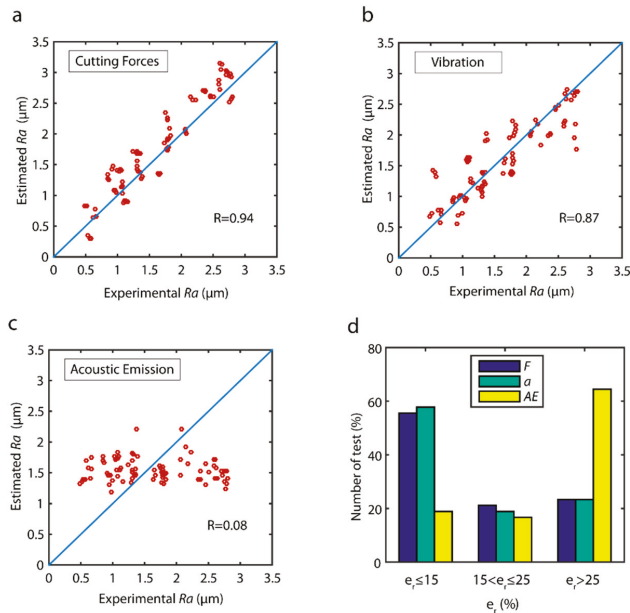 a
Cutting Forces
3.5
3
2.5
2
1.5
1
0.5
0
Estimated Ra (μm)
R=0.94
0 0.5 1 1.5 2 2.5 3 3.5
Experimental Ra (μm)
b
Vibration
3.5
3
2.5
2
1.5
1
0.5
0
Estimated Ra (μm)
R=0.87
0 0.5 1 1.5 2 2.5 3 3.5
Experimental Ra (μm)
c
Acoustic Emission
3.5
3
2.5
2
1.5
1
0.5
0
Estimated Ra (μm)
R=0.08
0 0.5 1 1.5 2 2.5 3 3.5
Experimental Ra (μm)
d
80
60
40
20
0
Number of test (%)
F
a
AE
er≤15 15<er≤25 er>25
er (%)